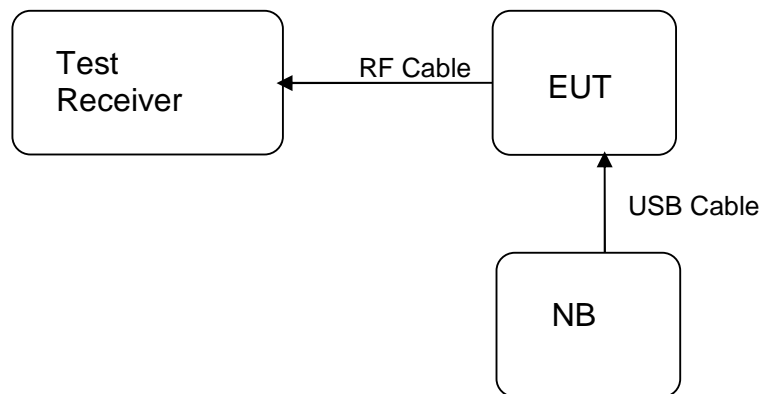 Test
Receiver
RF Cable
EUT
USB Cable
NB